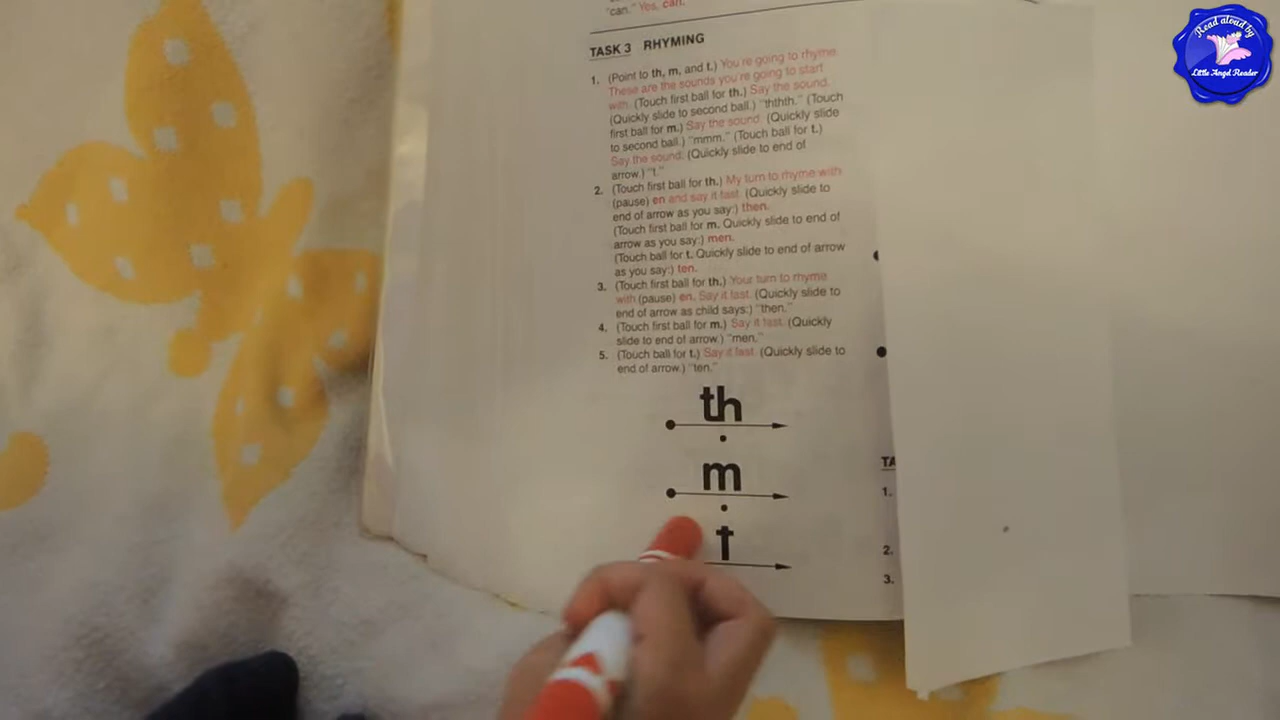 "can." Yes, can.
TASK 3 RHYMING
1. (Point to th, m, and t.) You're going to rhyme.
These are the sounds you're going to start
with. (Touch first ball for th.) Say the sound.
(Quickly slide to second ball.) "ththth." (Touch
first ball for m.) Say the sound. (Quickly slide
to second ball.) "mmm." (Touch ball for t.)
Say the sound. (Quickly slide to end of
arrow.) "t."
2. (Touch first ball for th.) My turn to rhyme with
(pause) en and say it fast. (Quickly slide to
end of arrow as you say:) then.
(Touch first ball for m. Quickly slide to end of
arrow as you say:) men.
(Touch ball for t. Quickly slide to end of arrow
as you say:) ten.
3. (Touch first ball for th.) Your turn to rhyme
with (pause) en. Say it fast. (Quickly slide to
end of arrow as child says:) "then."
4. (Touch first ball for m.) Say it fast. (Quickly
slide to end of arrow.) "men."
5. (Touch ball for t.) Say it fast. (Quickly slide to
end of arrow.) "ten."
th
m
t
TA
1.
2.
3.
Read aloud by
Little Angel Reader